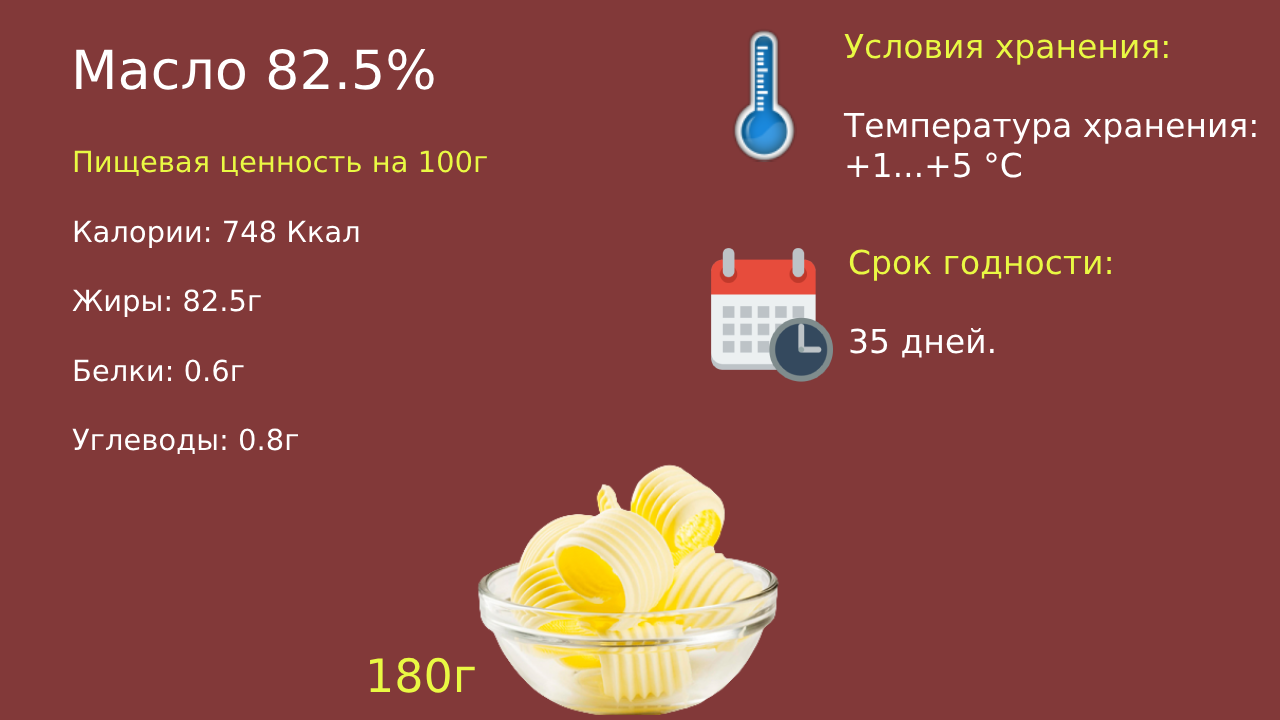 Масло 82.5%
Пищевая ценность на 100г
Калории: 748 Ккал
Жиры: 82.5г
Белки: 0.6г
Углеводы: 0.8г
180г
Условия хранения:
Температура хранения:
+1...+5 °C
Срок годности:
35 дней.